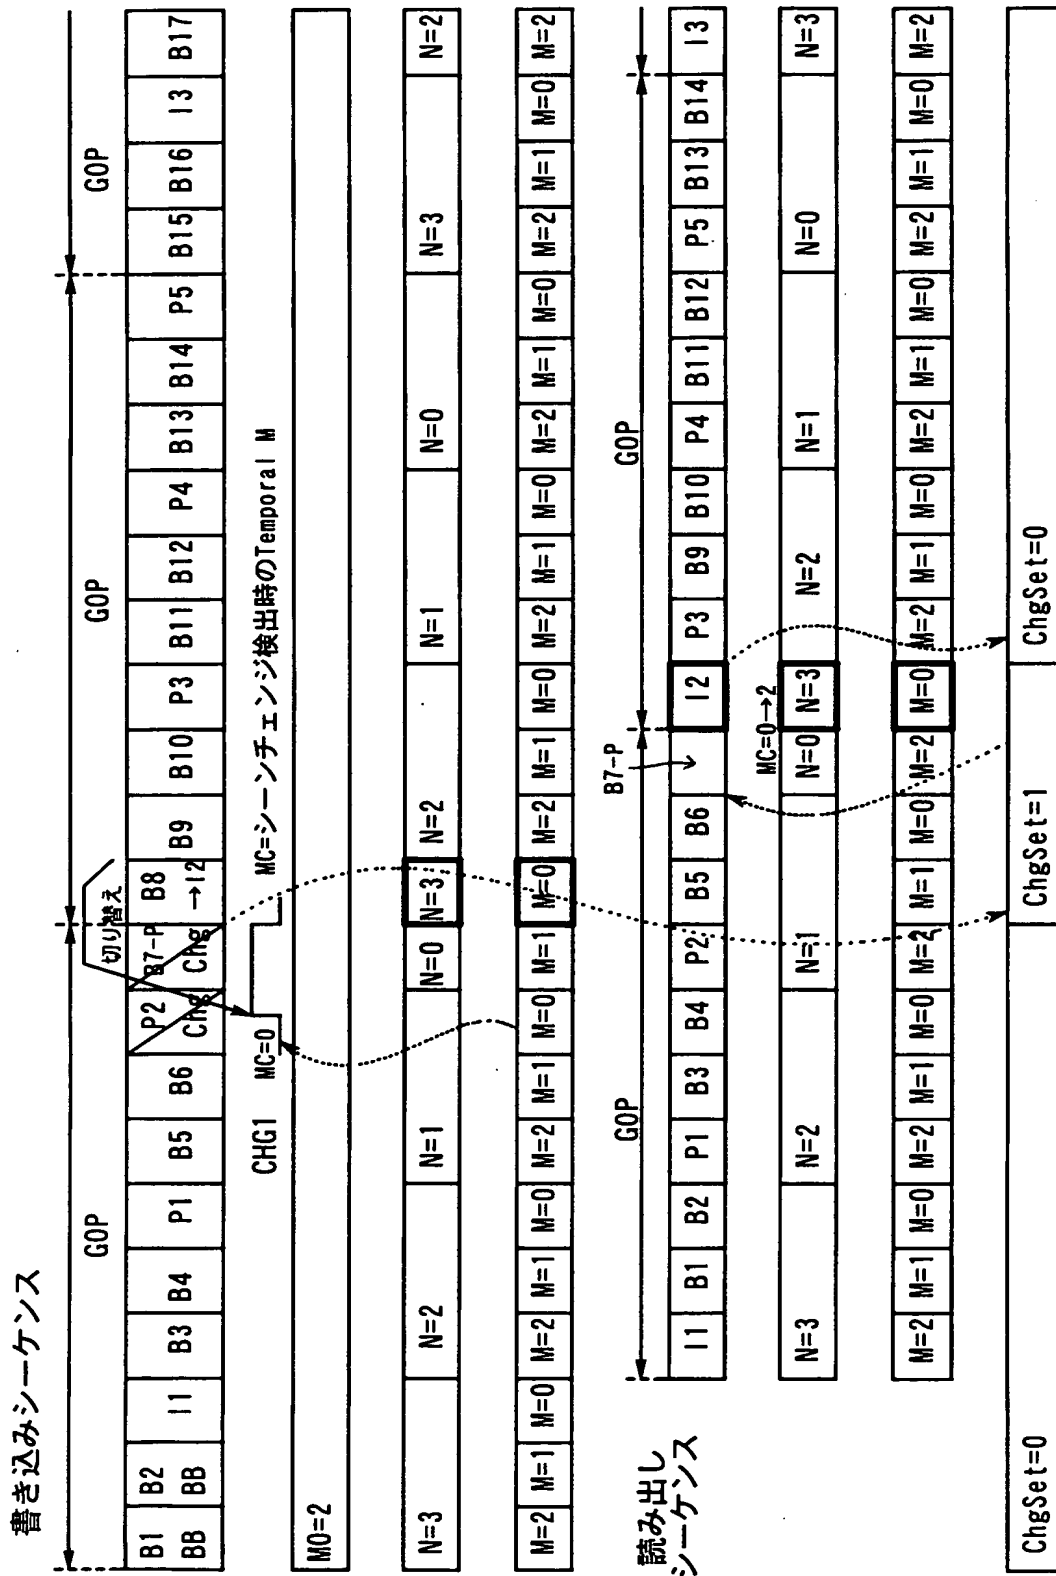 書き込みシーケンス
GOP GOP GOP
B1 B2 I1 B3 B4 P1 B5 B6 P2 B7-P B8 B9 B10 P3 B11 B12 P4 B13 B14 P5 B15 B16 I3 B17
BB BB Chg Chg →I2
切り替え
CHG1 MC=0 MC=シーンチェンジ検出時のTemporal M
M0=2
N=3 N=2 N=1 N=0 N=3 N=2 N=1 N=0 N=3 N=2
M=2 M=1 M=0 M=2 M=1 M=0 M=2 M=1 M=0 M=1 M=0 M=2 M=1 M=0 M=2 M=1 M=0 M=2 M=1 M=0 M=2 M=1 M=0 M=2
読み出し
シーケンス
GOP GOP
B7-P
I1 B1 B2 P1 B3 B4 P2 B5 B6 I2 P3 B9 B10 P4 B11 B12 P5 B13 B14 I3
MC=0→2
N=3 N=2 N=1 N=0 N=3 N=2 N=1 N=0 N=3
M=2 M=1 M=0 M=2 M=1 M=0 M=2 M=1 M=0 M=2 M=0 M=2 M=1 M=0 M=2 M=1 M=0 M=2 M=1 M=0 M=2
ChgSet=0 ChgSet=1 ChgSet=0